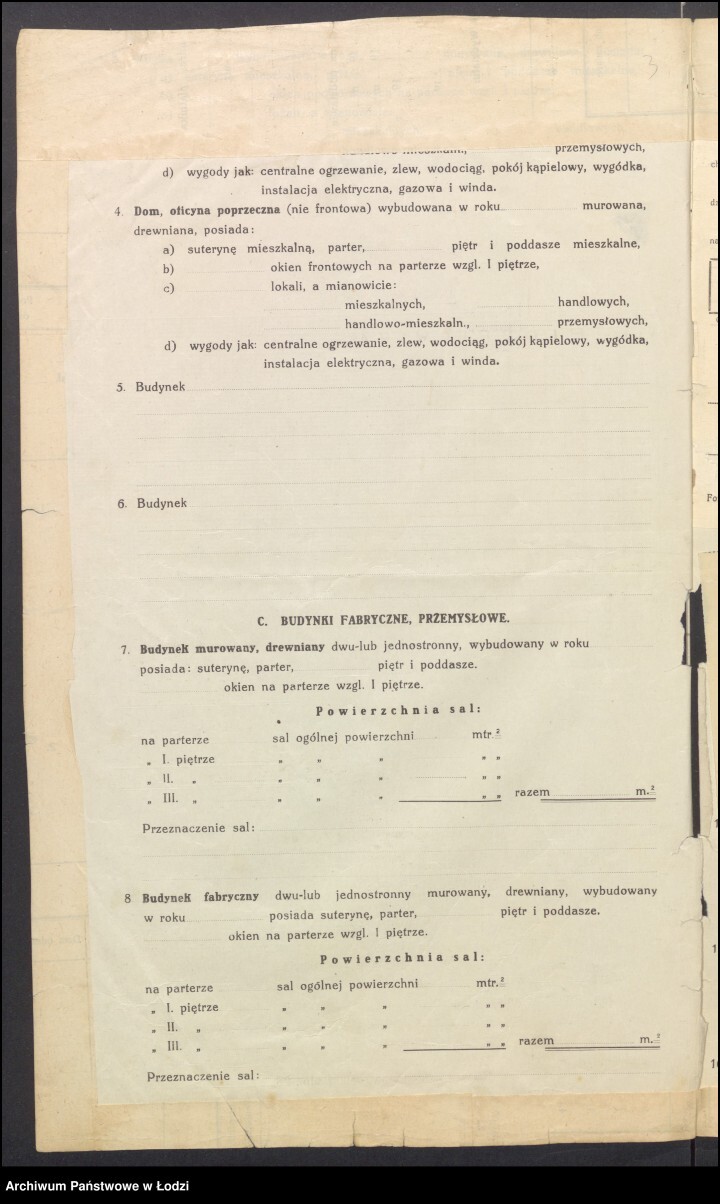 3
przemysłowych,
d) wygody jak: centralne ogrzewanie, zlew, wodociąg, pokój kąpielowy, wygódka,
instalacja elektryczna, gazowa i winda.
4. Dom, oficyna poprzeczna (nie frontowa) wybudowana w roku murowana,
drewniana, posiada:
a) suterynę mieszkalną, parter, piętr i poddasze mieszkalne,
b) okien frontowych na parterze wzgl. I piętrze,
c) lokali, a mianowicie:
mieszkalnych, handlowych,
handlowo-mieszkaln., przemysłowych,
d) wygody jak: centralne ogrzewanie, zlew, wodociąg, pokój kąpielowy, wygódka,
instalacja elektryczna, gazowa i winda.
5. Budynek
6. Budynek
C. BUDYNKI FABRYCZNE, PRZEMYSŁOWE.
7. Budynek murowany, drewniany dwu-lub jednostronny, wybudowany w roku
posiada: suterynę, parter, piętr i poddasze.
okien na parterze wzgl. I piętrze.
Powierzchnia sal:
na parterze sal ogólnej powierzchni mtr.²
„ I. piętrze „ „ „ „ „
„ II. „ „ „ „ „ „
„ III. „ „ „ „ „ „ razem m.²
Przeznaczenie sal:
8 Budynek fabryczny dwu-lub jednostronny murowany, drewniany, wybudowany
w roku posiada suterynę, parter, piętr i poddasze.
okien na parterze wzgl. I piętrze.
Powierzchnia sal:
na parterze sal ogólnej powierzchni mtr.²
„ I. piętrze „ „ „ „ „
„ II. „ „ „ „ „ „
„ III. „ „ „ „ „ „ razem m.²
Przeznaczenie sal:
Fo
Archiwum Państwowe w Łodzi